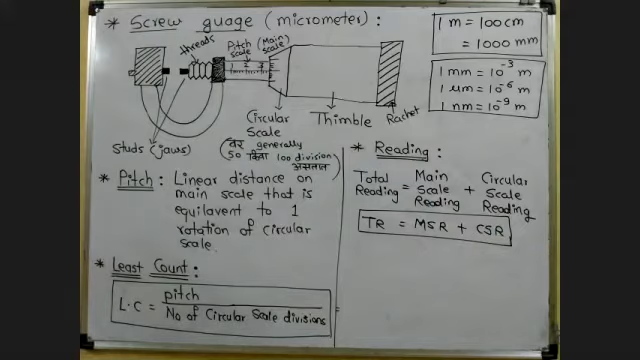 * Screw guage (micrometer) :
1 m = 100 cm
= 1000 mm
1 mm = 10⁻³ m
1 µm = 10⁻⁶ m
1 nm = 10⁻⁹ m
threads
Pitch (Main)
scale scale
Studs (jaws)
Circular
Scale
Thimble
Rachet
generally
50 किंवा 100 division
असतात)
* Pitch : Linear distance on
main scale that is
equilavent to 1
rotation of circular
scale.
* Least Count :
L.C = pitch
No of Circular Scale divisions
* Reading :
Total Reading = Main Scale Reading + Circular Scale Reading
TR = MSR + CSR